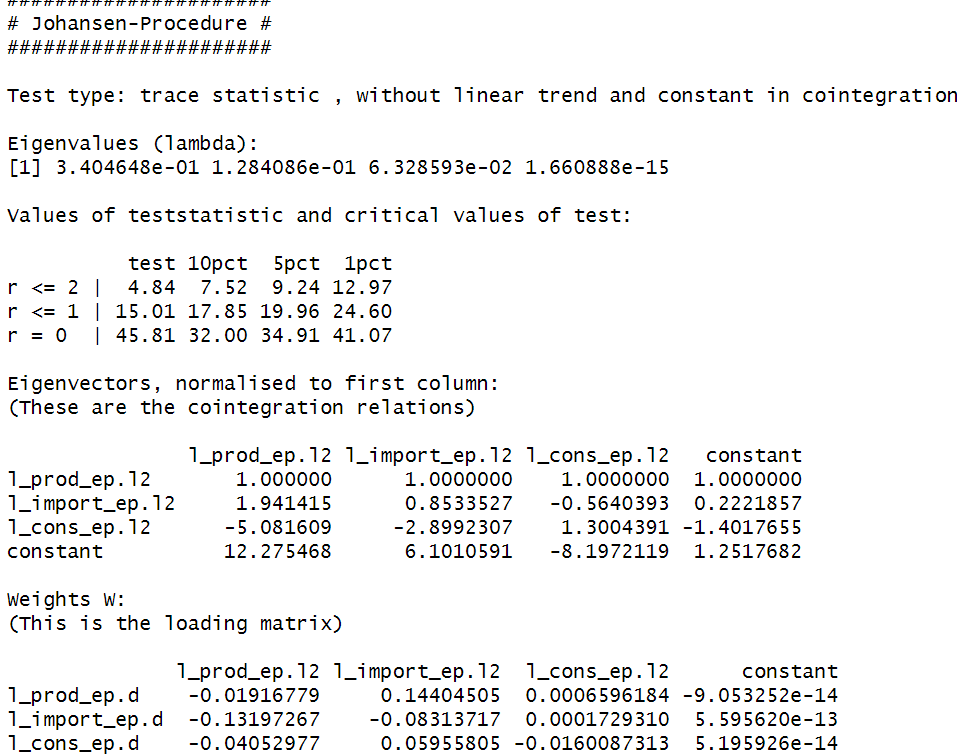 ######################
# Johansen-Procedure #
######################
Test type: trace statistic , without linear trend and constant in cointegration
Eigenvalues (lambda):
[1] 3.404648e-01 1.284086e-01 6.328593e-02 1.660888e-15
Values of teststatistic and critical values of test:
test 10pct 5pct 1pct
r <= 2 | 4.84 7.52 9.24 12.97
r <= 1 | 15.01 17.85 19.96 24.60
r = 0 | 45.81 32.00 34.91 41.07
Eigenvectors, normalised to first column:
(These are the cointegration relations)
l_prod_ep.l2 l_import_ep.l2 l_cons_ep.l2 constant
l_prod_ep.l2 1.000000 1.0000000 1.0000000 1.0000000
l_import_ep.l2 1.941415 0.8533527 -0.5640393 0.2221857
l_cons_ep.l2 -5.081609 -2.8992307 1.3004391 -1.4017655
constant 12.275468 6.1010591 -8.1972119 1.2517682
Weights W:
(This is the loading matrix)
l_prod_ep.l2 l_import_ep.l2 l_cons_ep.l2 constant
l_prod_ep.d -0.01916779 0.14404505 0.0006596184 -9.053252e-14
l_import_ep.d -0.13197267 -0.08313717 0.0001729310 5.595620e-13
l_cons_ep.d -0.04052977 0.05955805 -0.0160087313 5.195926e-14